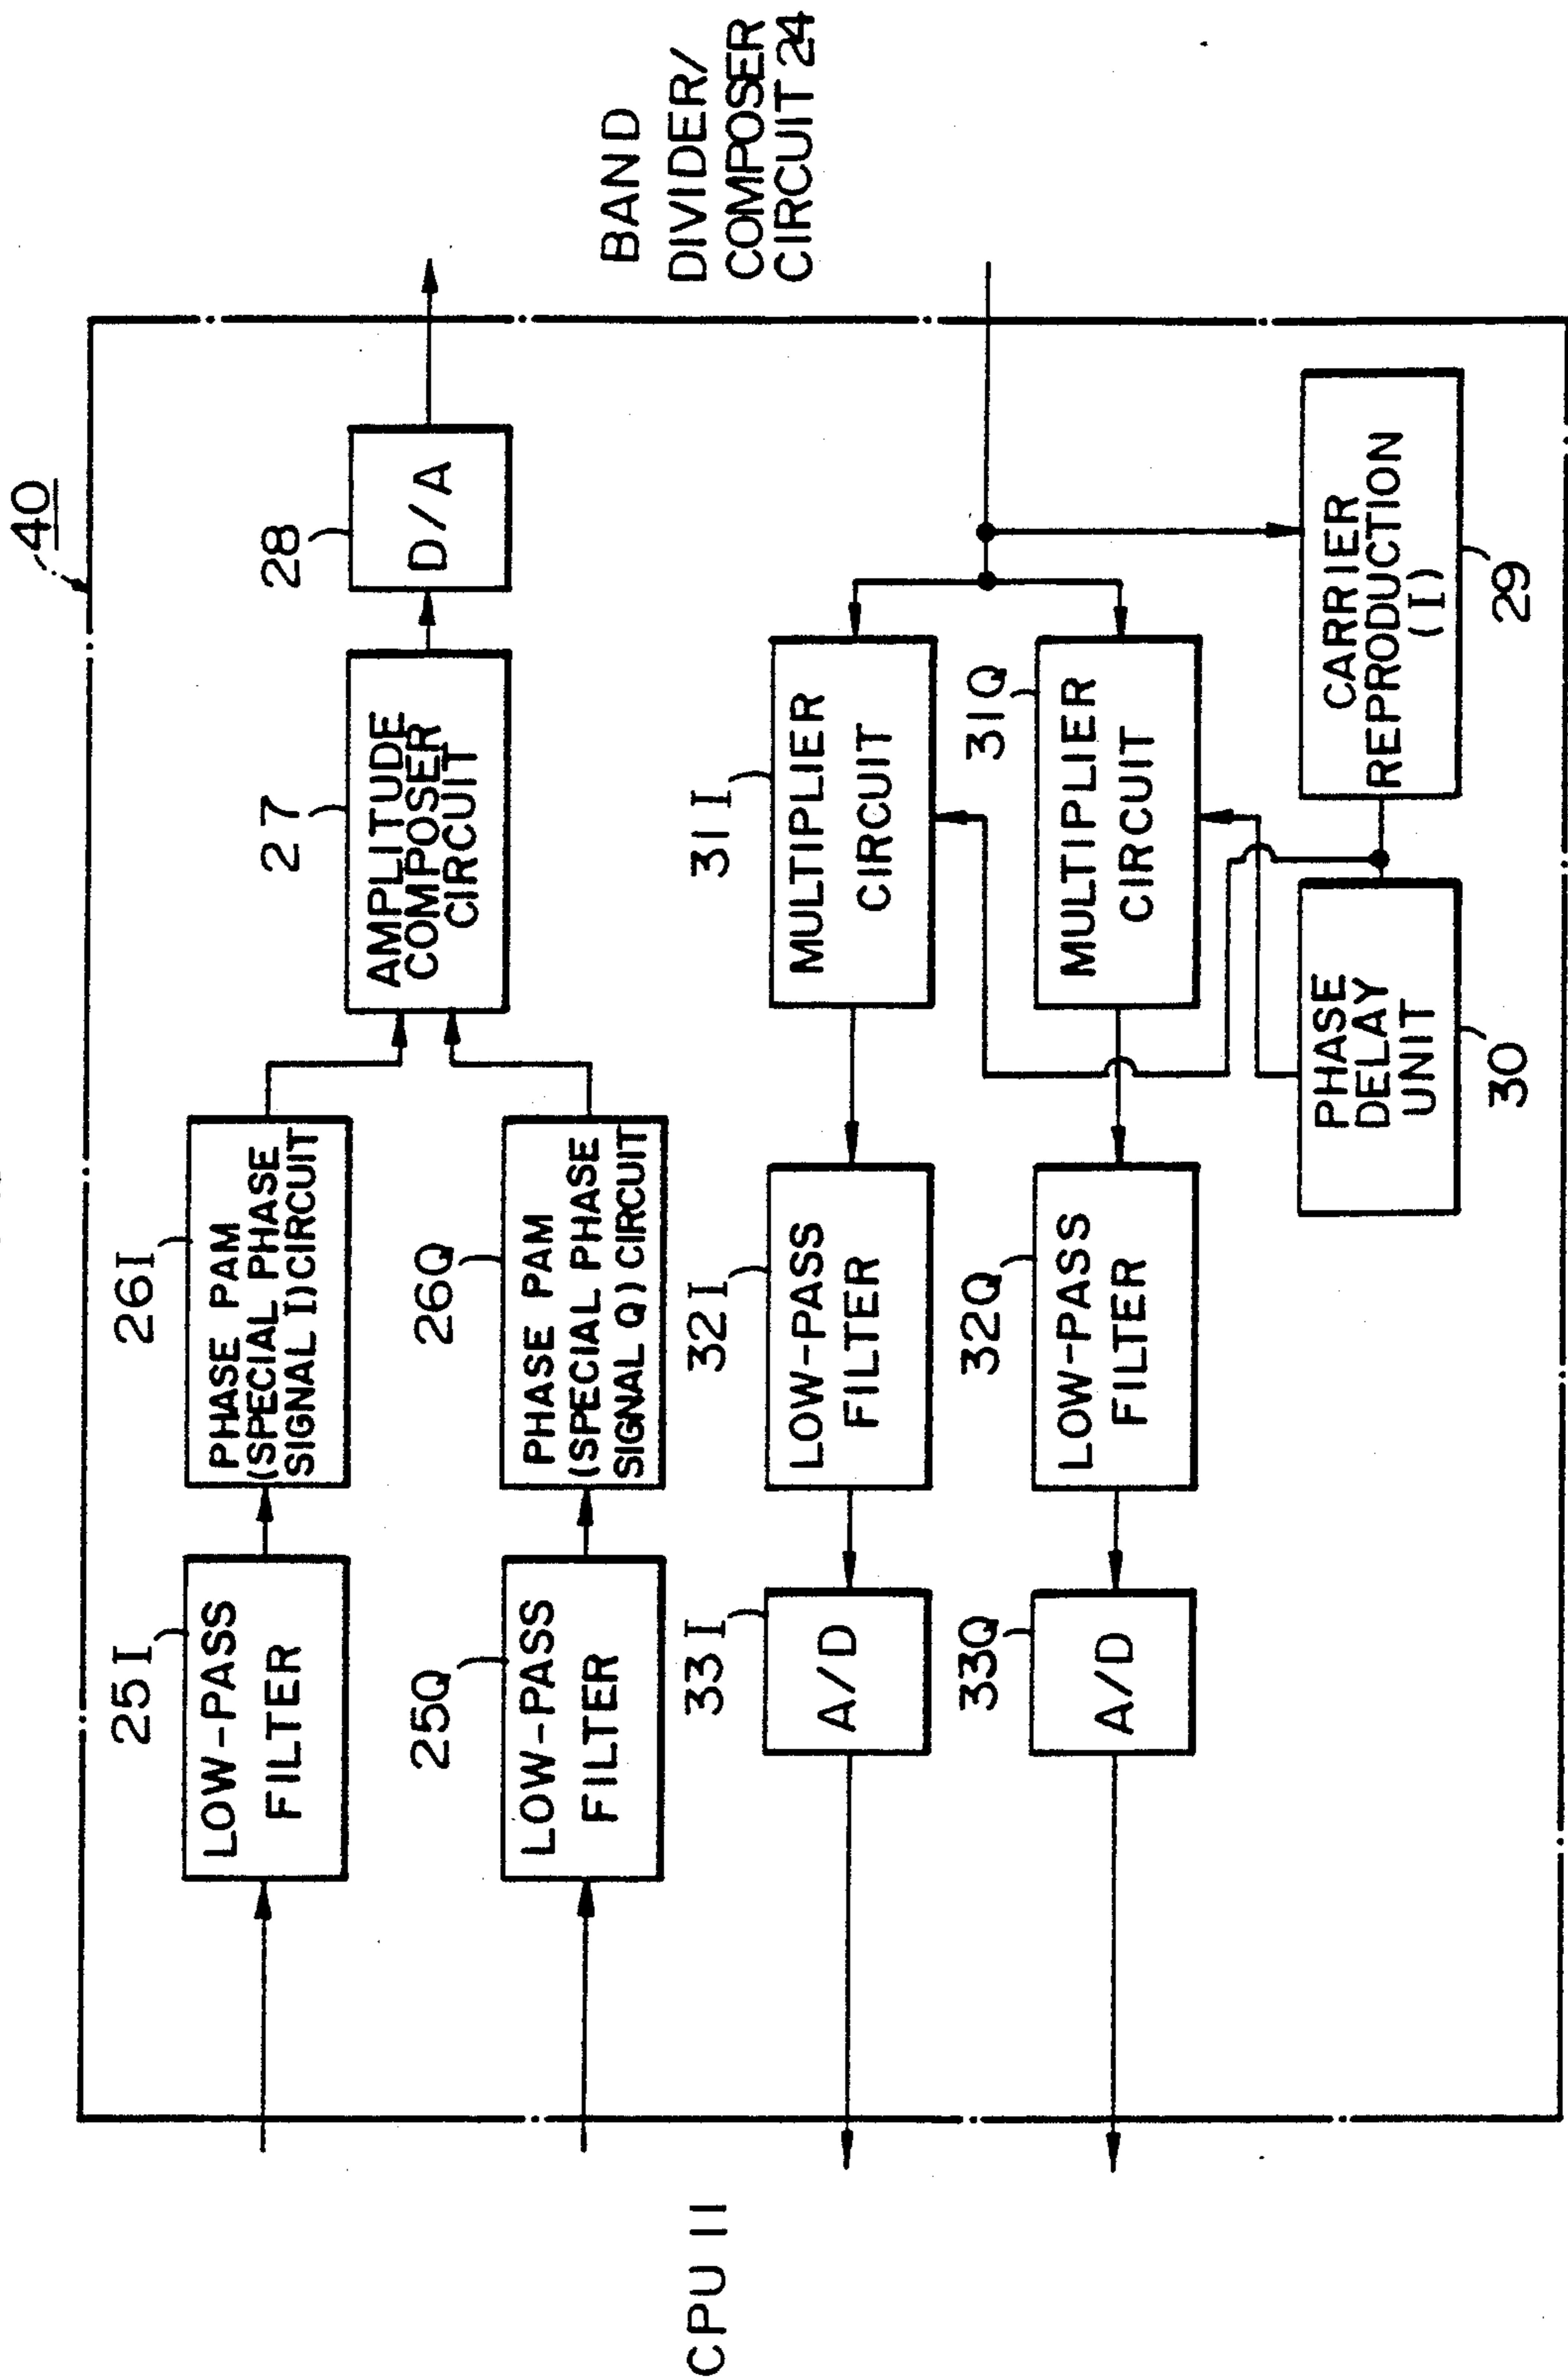 40
25I
LOW-PASS
FILTER
26I
PHASE PAM
(SPECIAL PHASE
SIGNAL I) CIRCUIT
25Q
LOW-PASS
FILTER
26Q
PHASE PAM
(SPECIAL PHASE
SIGNAL Q) CIRCUIT
27
AMPLITUDE
COMPOSER
CIRCUIT
28
D/A
BAND
DIVIDER/
COMPOSER
CIRCUIT 24
CPU 11
33I
A/D
32I
LOW-PASS
FILTER
31I
MULTIPLIER
CIRCUIT
33Q
A/D
32Q
LOW-PASS
FILTER
31Q
MULTIPLIER
CIRCUIT
PHASE
DELAY
UNIT
30
CARRIER
REPRODUCTION
(I)
29